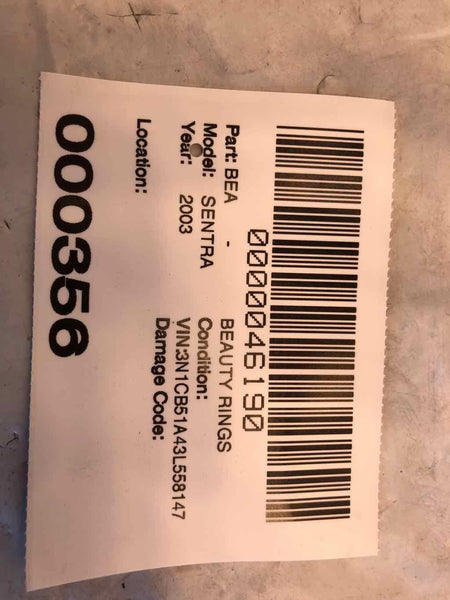 0000046190
Part: BEA - BEAUTY RINGS
Model: SENTRA Condition:
Year: 2003 VIN:3N1CB51A43L558147
Damage Code:
Location:
000356